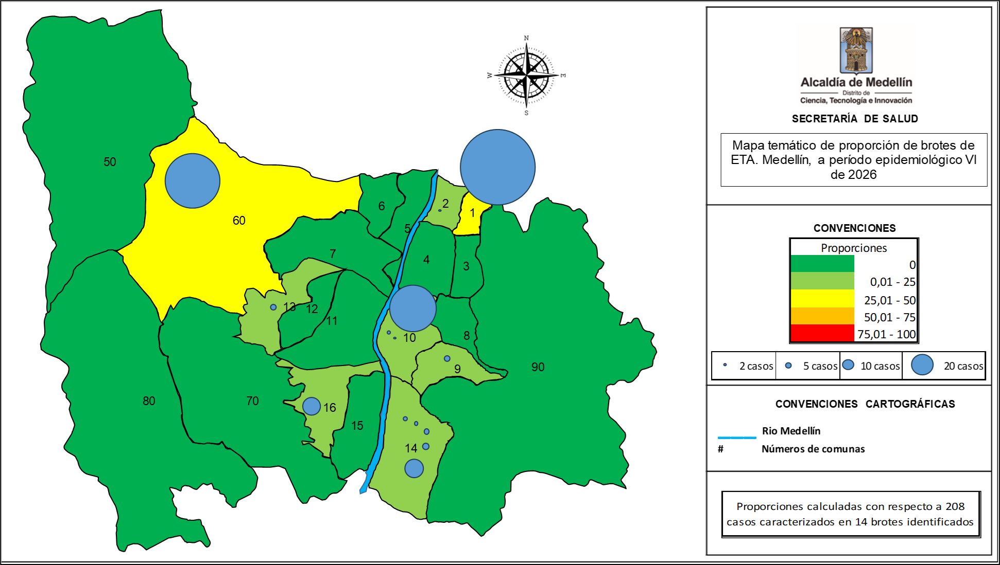 N
W
E
S
50
60
6
5
2
1
7
4
3
13
12
11
10
8
9
90
80
70
16
15
14
Alcaldía de Medellín
Distrito de
Ciencia, Tecnología e Innovación
SECRETARÍA DE SALUD
Mapa temático de proporción de brotes de
ETA. Medellín, a período epidemiológico VI
de 2026
CONVENCIONES
Proporciones
0
0,01 - 25
25,01 - 50
50,01 - 75
75,01 - 100
2 casos
5 casos
10 casos
20 casos
CONVENCIONES CARTOGRÁFICAS
Rio Medellín
# Números de comunas
Proporciones calculadas con respecto a 208
casos caracterizados en 14 brotes identificados